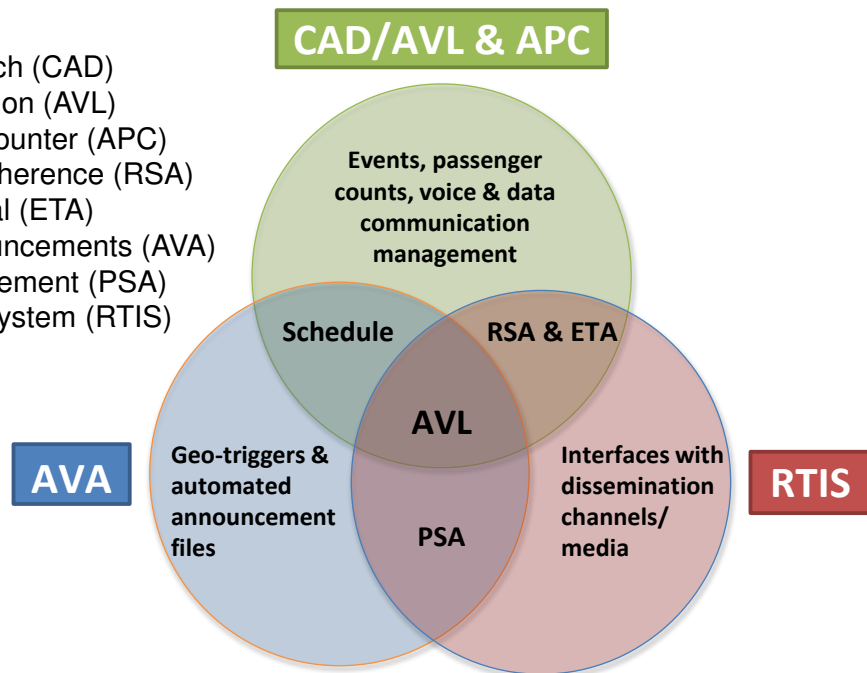 CAD/AVL & APC
ch (CAD)
on (AVL)
ounter (APC)
herence (RSA)
al (ETA)
uncements (AVA)
ement (PSA)
ystem (RTIS)
Events, passenger
counts, voice & data
communication
management
Schedule
RSA & ETA
AVL
AVA
Geo-triggers &
automated
announcement
files
PSA
Interfaces with
dissemination
channels/
media
RTIS